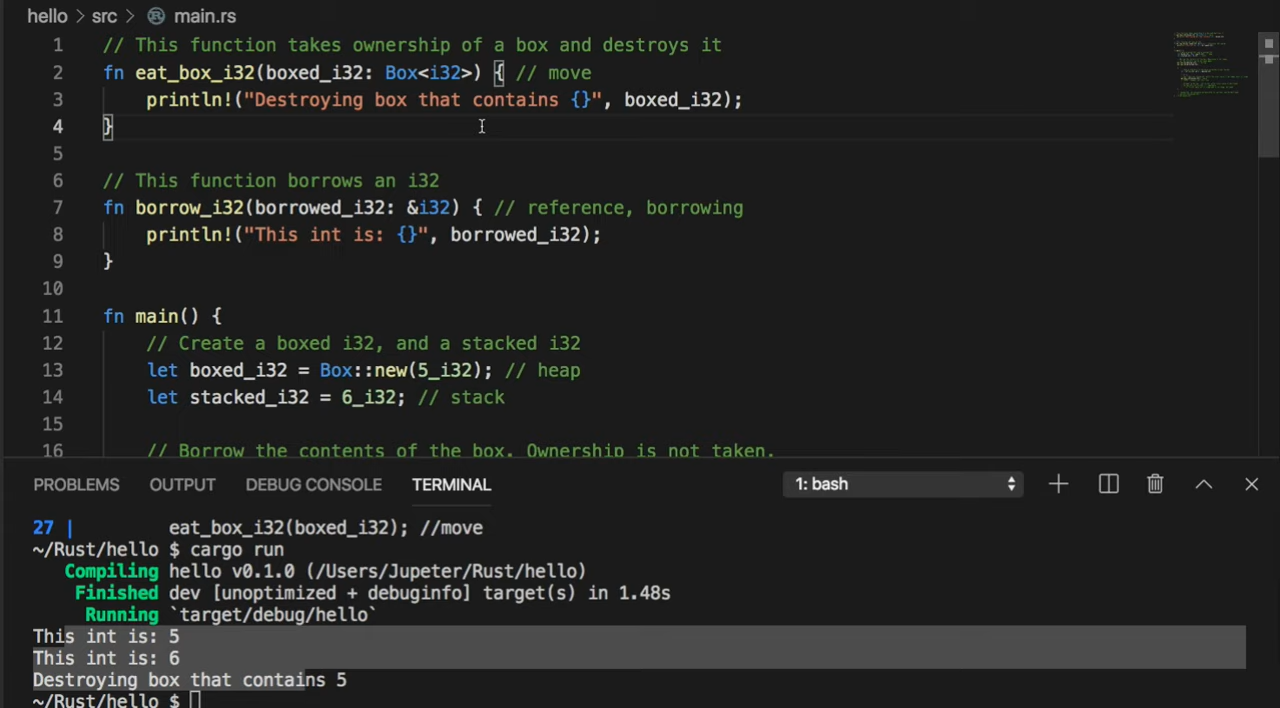 hello > src > main.rs
1 // This function takes ownership of a box and destroys it
2 fn eat_box_i32(boxed_i32: Box<i32>) { // move
3 println!("Destroying box that contains {}", boxed_i32);
4 }
5
6 // This function borrows an i32
7 fn borrow_i32(borrowed_i32: &i32) { // reference, borrowing
8 println!("This int is: {}", borrowed_i32);
9 }
10
11 fn main() {
12 // Create a boxed i32, and a stacked i32
13 let boxed_i32 = Box::new(5_i32); // heap
14 let stacked_i32 = 6_i32; // stack
15
16 // Borrow the contents of the box. Ownership is not taken.
PROBLEMS OUTPUT DEBUG CONSOLE TERMINAL 1: bash
27 | eat_box_i32(boxed_i32); //move
~/Rust/hello $ cargo run
Compiling hello v0.1.0 (/Users/Jupeter/Rust/hello)
Finished dev [unoptimized + debuginfo] target(s) in 1.48s
Running `target/debug/hello`
This int is: 5
This int is: 6
Destroying box that contains 5
~/Rust/hello $